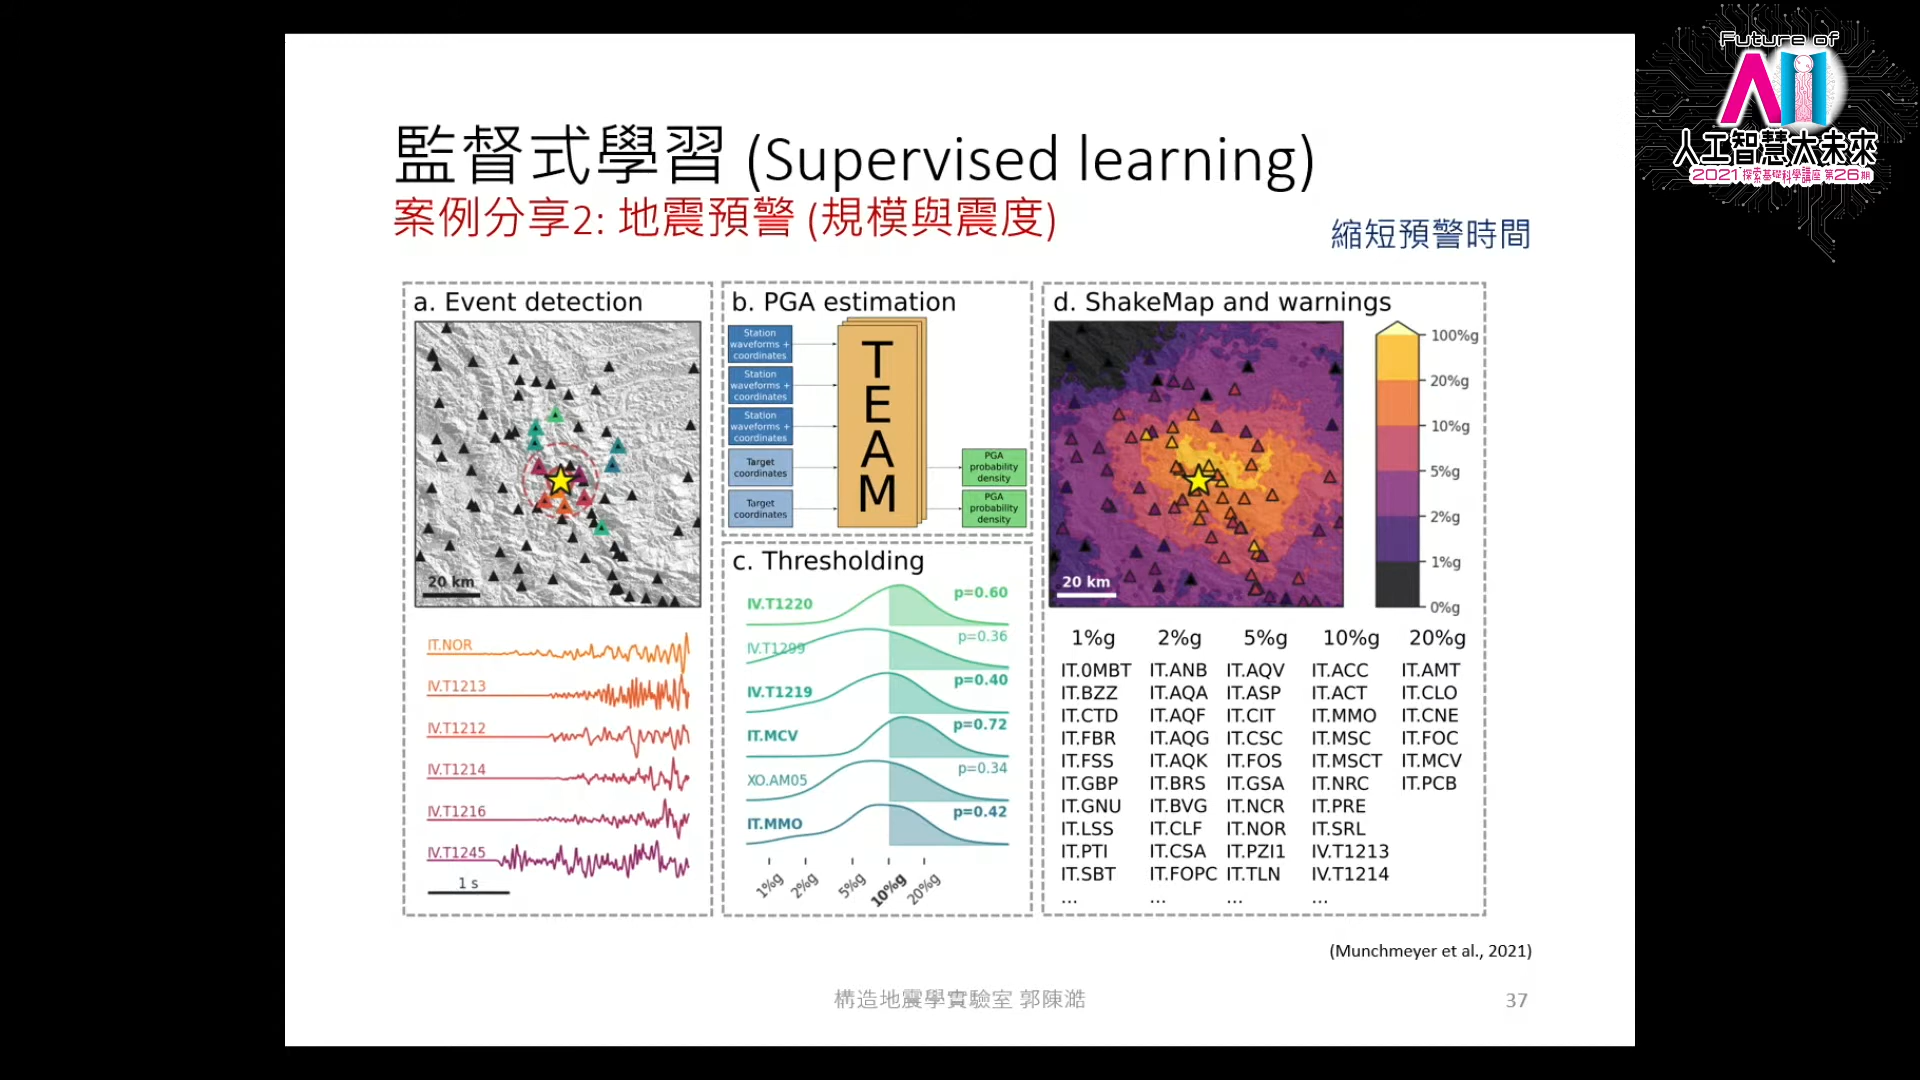 Future of
AI
人工智慧大未來
2021 探索基礎科學講座 第26期
監督式學習 (Supervised learning)
案例分享2: 地震預警 (規模與震度)
縮短預警時間
a. Event detection
20 km
IT.NOR
IV.T1213
IV.T1212
IV.T1214
IV.T1216
IV.T1245
1 s
b. PGA estimation
Station
waveforms +
coordinates
Station
waveforms +
coordinates
Station
waveforms +
coordinates
Target
coordinates
Target
coordinates
T
E
A
M
PGA
probability
density
PGA
probability
density
c. Thresholding
IV.T1220 p=0.60
IV.T1299 p=0.36
IV.T1219 p=0.40
IT.MCV p=0.72
XO.AM05 p=0.34
IT.MMO p=0.42
1%g 2%g 5%g 10%g 20%g
d. ShakeMap and warnings
20 km
100%g
20%g
10%g
5%g
2%g
1%g
0%g
1%g 2%g 5%g 10%g 20%g
IT.0MBT IT.ANB IT.AQV IT.ACC IT.AMT
IT.BZZ IT.AQA IT.ASP IT.ACT IT.CLO
IT.CTD IT.AQF IT.CIT IT.MMO IT.CNE
IT.FBR IT.AQG IT.CSC IT.MSC IT.FOC
IT.FSS IT.AQK IT.FOS IT.MSCT IT.MCV
IT.GBP IT.BRS IT.GSA IT.NRC IT.PCB
IT.GNU IT.BVG IT.NCR IT.PRE
IT.LSS IT.CLF IT.NOR IT.SRL
IT.PTI IT.CSA IT.PZI1 IV.T1213
IT.SBT IT.FOPC IT.TLN IV.T1214
... ... ... ...
(Munchmeyer et al., 2021)
構造地震學實驗室 郭陳澔
37